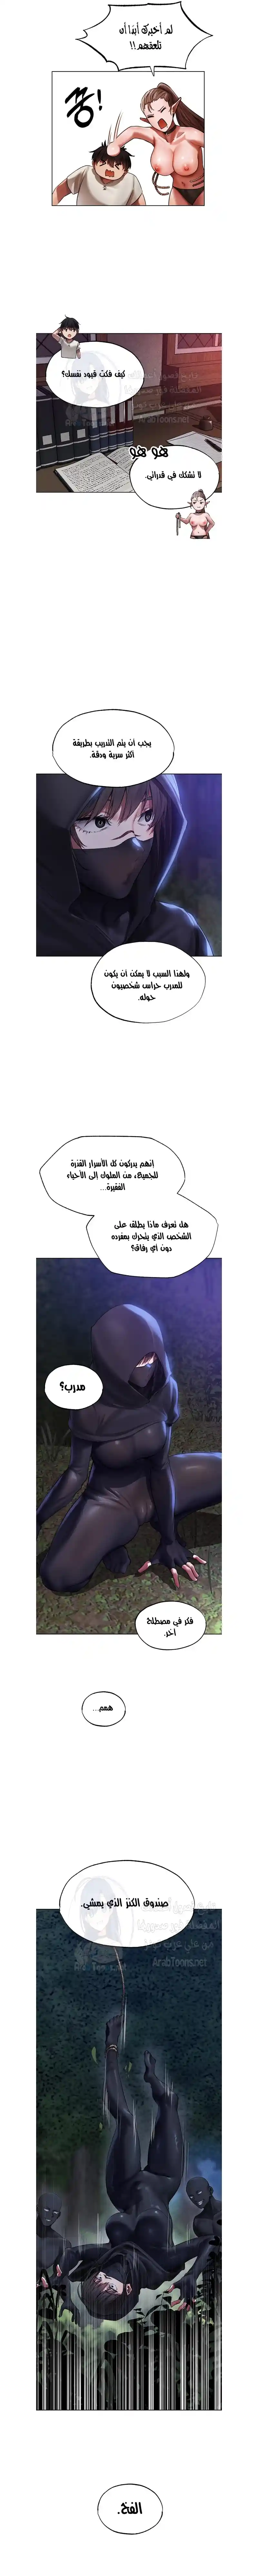 لم أخبرك أبدًا أن
تلعقهم!!
쿵!
كيف فكت قيود نفسك؟
هو هو
لا تشكك في قدراتي.
يجب أن يتم التدريب بطريقة
أكثر سرية ودقة.
ولهذا السبب لا يمكن أن يكون
للمدرب حراس شخصيون
حوله.
إنهم يدركون كل الأسرار القذرة
للجميع، من الملوك إلى الأحياء
الفقيرة...
هل تعرف ماذا يطلق على
الشخص الذي يتحرك بمفرده
دون أي رفاق؟
مدرب؟
فكر في مصطلح
آخر.
همم...
صندوق الكنز الذي يمشي.
ArabToons.net
الفخ.